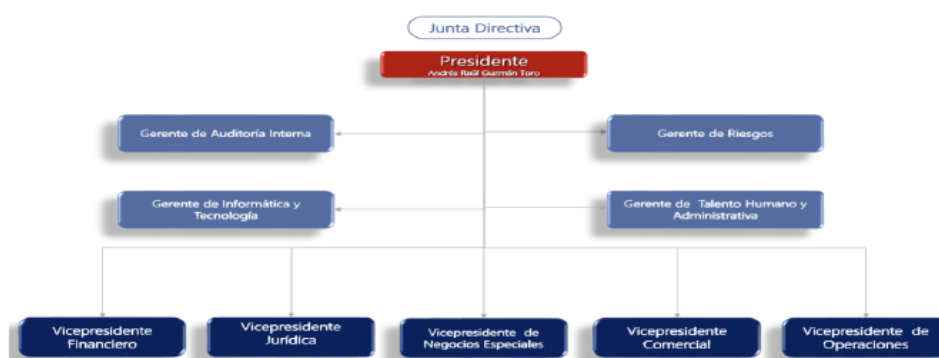 Junta Directiva
Presidente
Andrés Raúl Guzmán Toro
Gerente de Auditoría Interna
Gerente de Riesgos
Gerente de Informática y
Tecnología
Gerente de Talento Humano y
Administrativa
Vicepresidente
Financiero
Vicepresidente
Jurídica
Vicepresidente de
Negocios Especiales
Vicepresidente
Comercial
Vicepresidente de
Operaciones